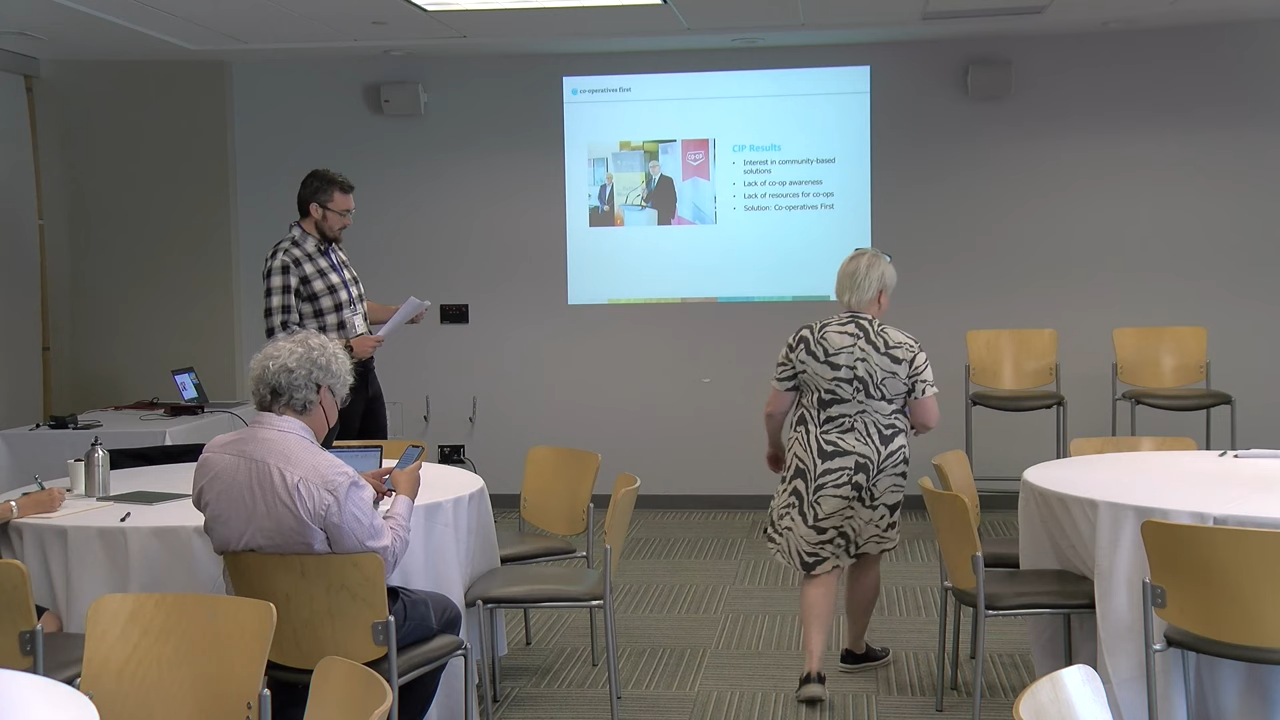 co-operatives first
CIP Results
• Interest in community-based
solutions
• Lack of co-op awareness
• Lack of resources for co-ops
• Solution: Co-operatives First
CO-OP